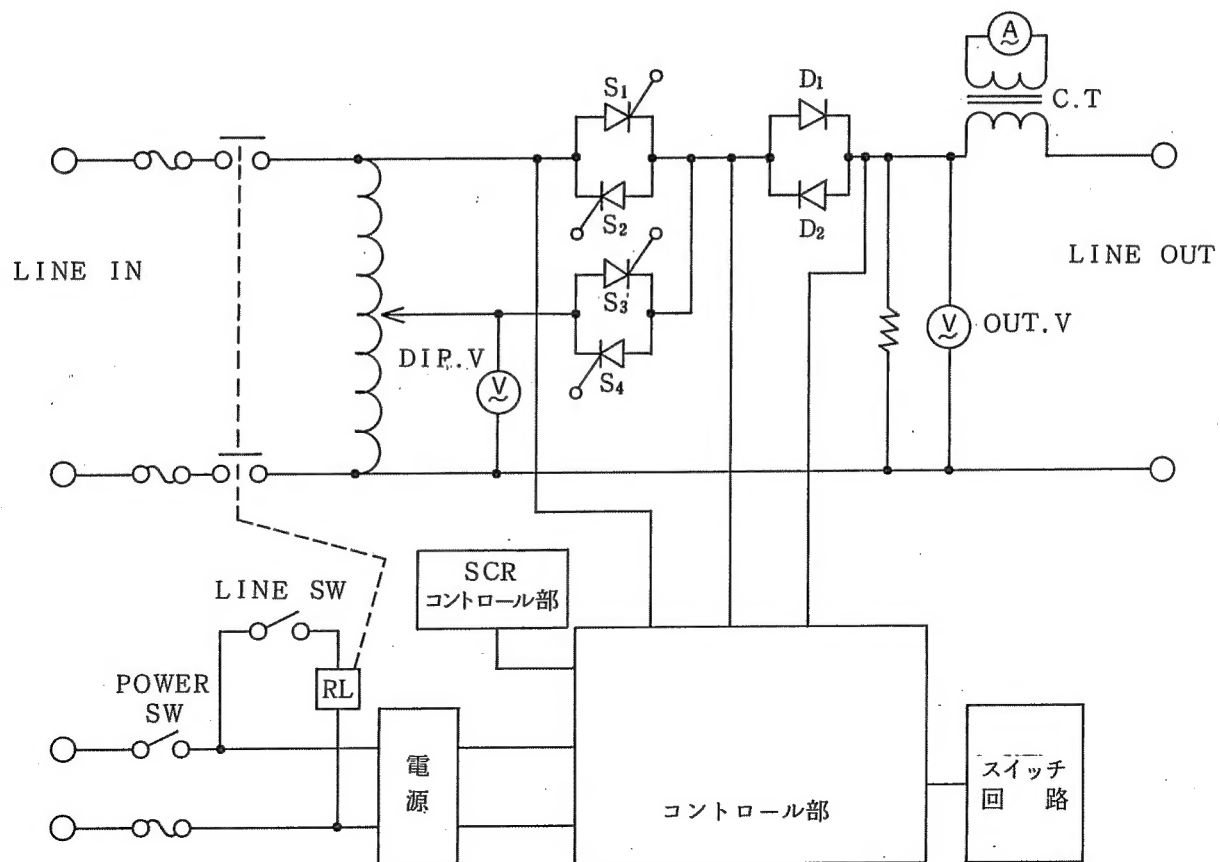 A
C.T
S1
D1
S2
D2
LINE IN
S3
LINE OUT
DIP.V
V
V
OUT.V
S4
SCR
コントロール部
LINE SW
POWER
SW
RL
電
源
コントロール部
スイッチ
回 路